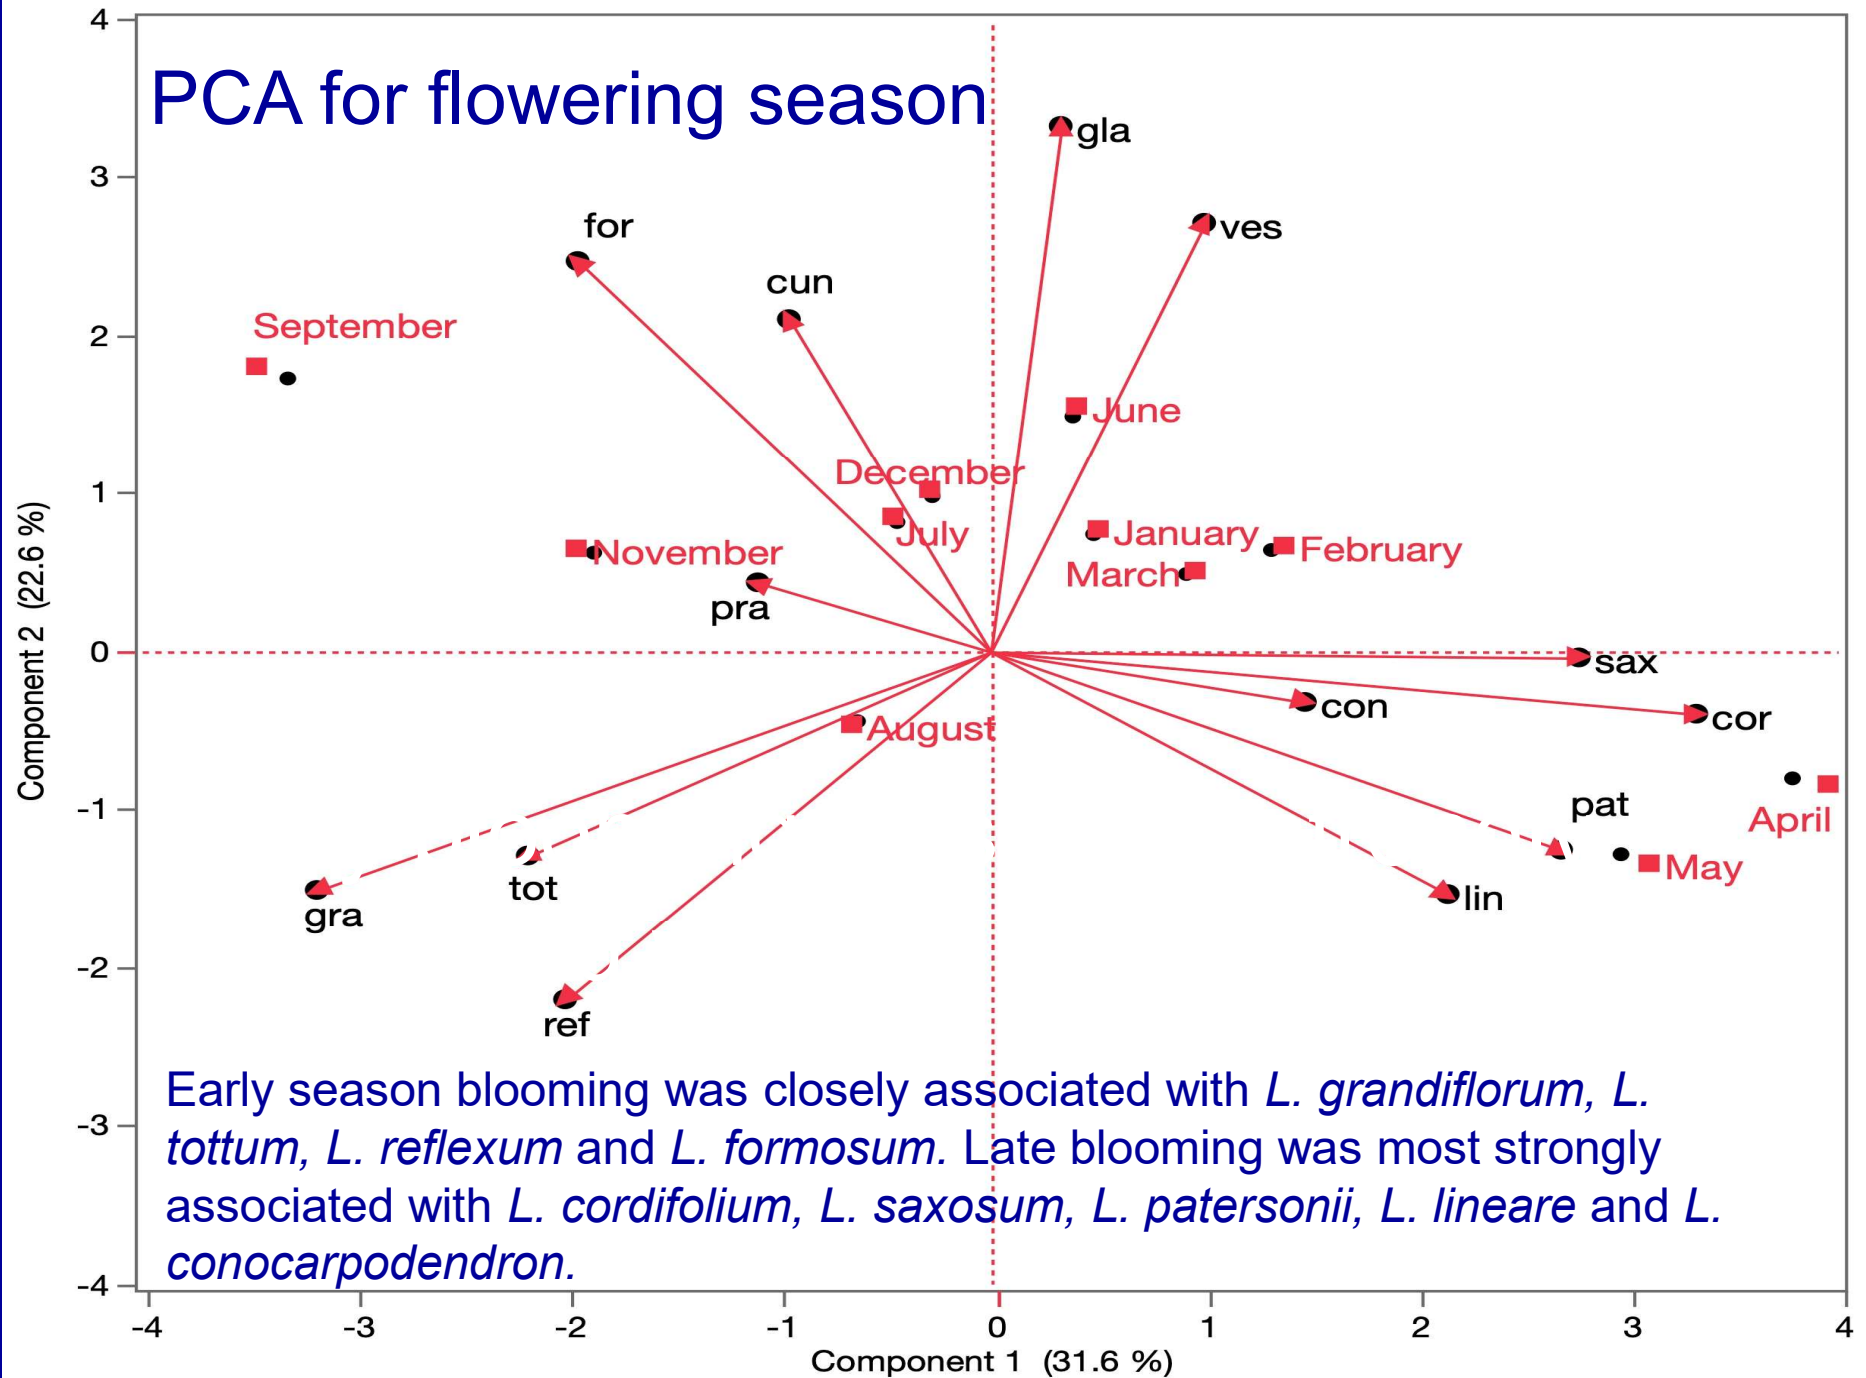 4
PCA for flowering season
gla
3
for
ves
cun
2
September
June
December
1
July
January
November
February
March
pra
0
sax
con
cor
August
Component 2 (22.6 %)
-1
pat
April
May
tot
lin
gra
-2
ref
Early season blooming was closely associated with L. grandiflorum, L.
-3
tottum, L. reflexum and L. formosum. Late blooming was most strongly
associated with L. cordifolium, L. saxosum, L. patersonii, L. lineare and L.
conocarpodendron.
-4
-4 -3 -2 -1 0 1 2 3 4
Component 1 (31.6 %)